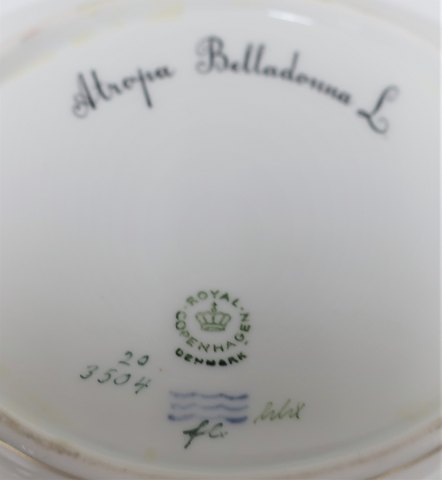 Atropa Belladonna L
ROYAL
COPENHAGEN
DENMARK
20
3504